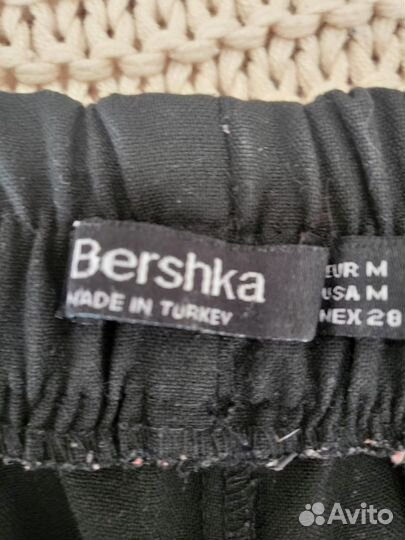 Bershka
MADE IN TURKEY
EUR M
USA M
MEX 28
Avito